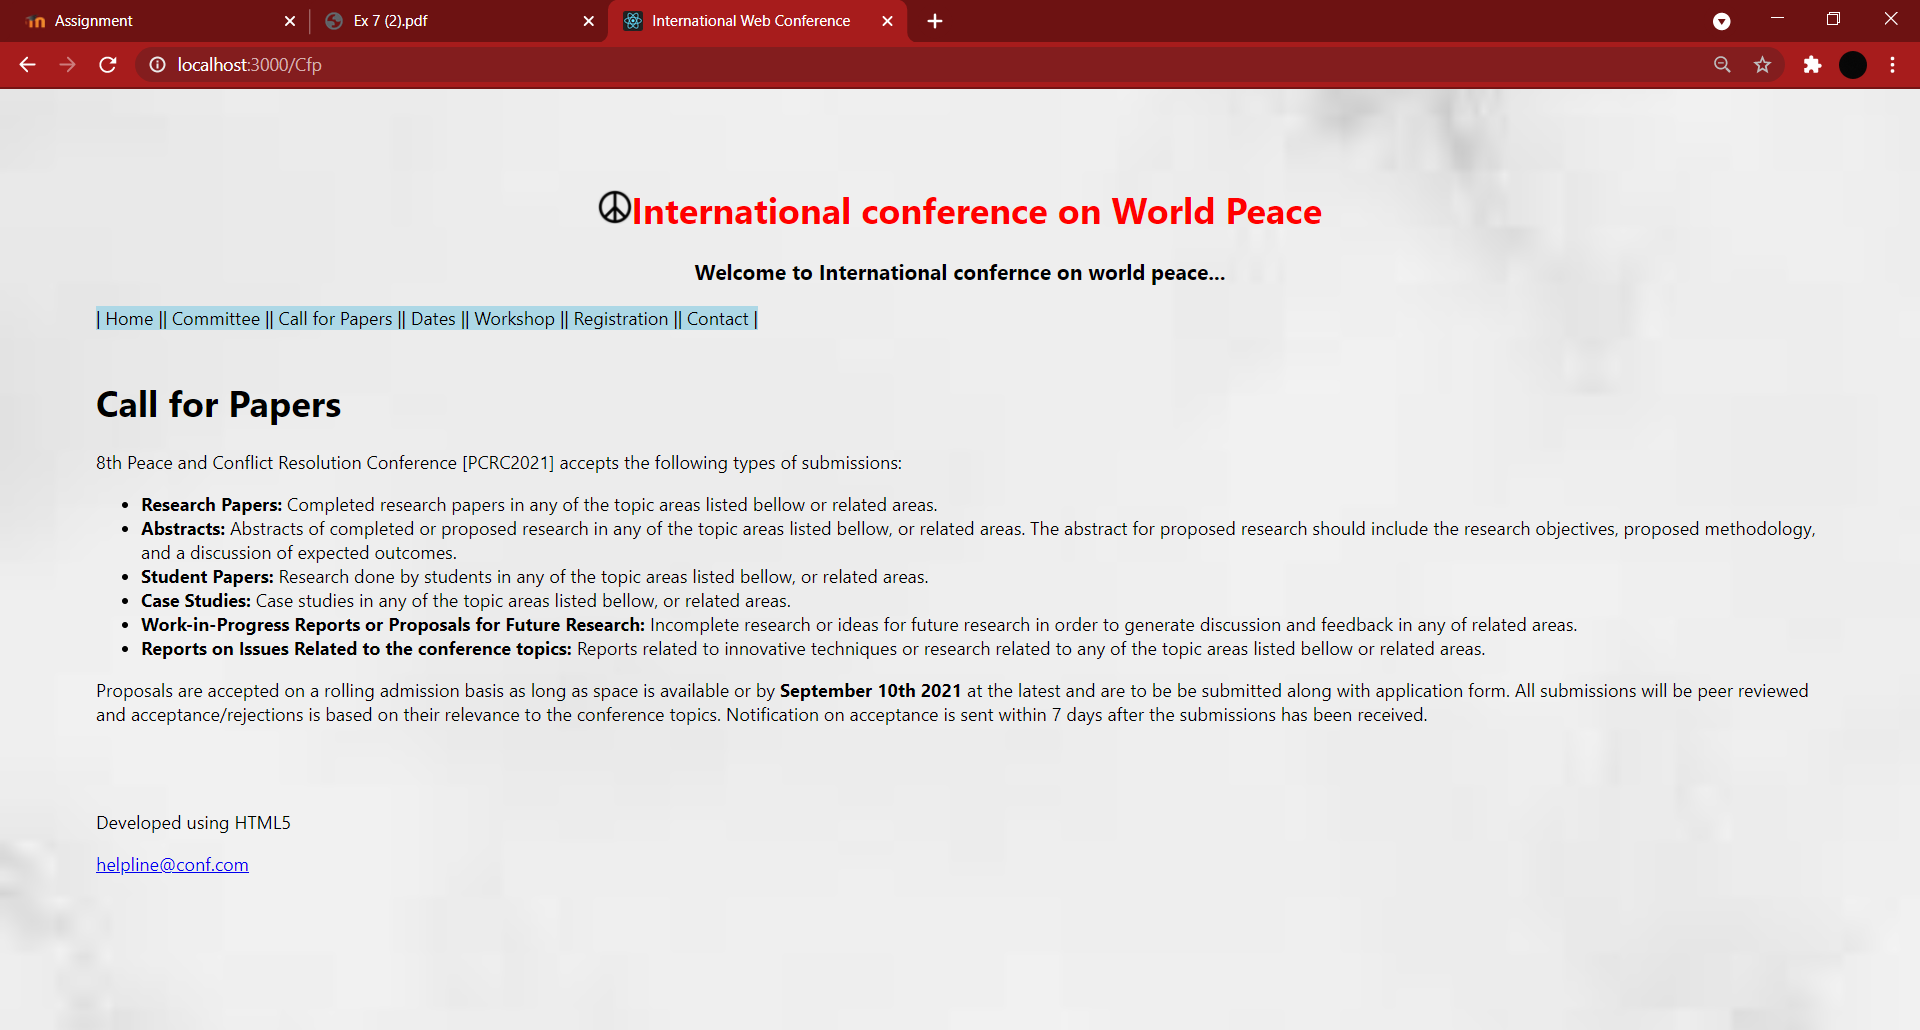 Assignment
Ex 7 (2).pdf
International Web Conference
localhost:3000/Cfp
International conference on World Peace
Welcome to International confernce on world peace...
| Home || Committee || Call for Papers || Dates || Workshop || Registration || Contact |
Call for Papers
8th Peace and Conflict Resolution Conference [PCRC2021] accepts the following types of submissions:
• Research Papers: Completed research papers in any of the topic areas listed bellow or related areas.
• Abstracts: Abstracts of completed or proposed research in any of the topic areas listed bellow, or related areas. The abstract for proposed research should include the research objectives, proposed methodology,
and a discussion of expected outcomes.
• Student Papers: Research done by students in any of the topic areas listed bellow, or related areas.
• Case Studies: Case studies in any of the topic areas listed bellow, or related areas.
• Work-in-Progress Reports or Proposals for Future Research: Incomplete research or ideas for future research in order to generate discussion and feedback in any of related areas.
• Reports on Issues Related to the conference topics: Reports related to innovative techniques or research related to any of the topic areas listed bellow or related areas.
Proposals are accepted on a rolling admission basis as long as space is available or by September 10th 2021 at the latest and are to be be submitted along with application form. All submissions will be peer reviewed
and acceptance/rejections is based on their relevance to the conference topics. Notification on acceptance is sent within 7 days after the submissions has been received.
Developed using HTML5
helpline@conf.com